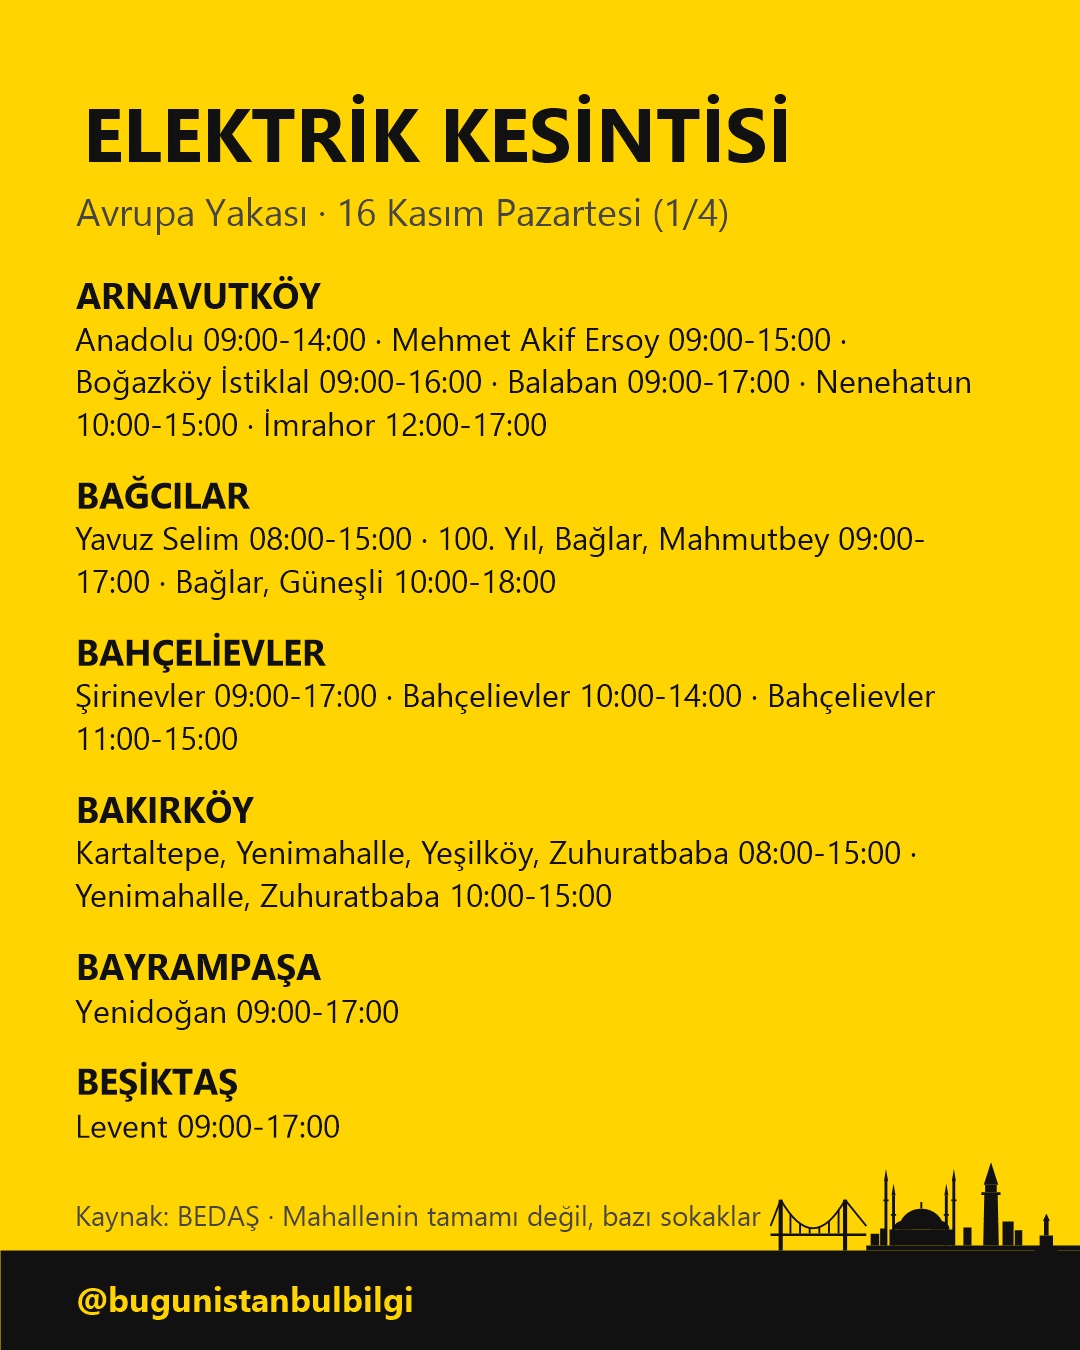 ELEKTRİK KESİNTİSİ
Avrupa Yakası · 16 Kasım Pazartesi (1/4)
ARNAVUTKÖY
Anadolu 09:00-14:00 · Mehmet Akif Ersoy 09:00-15:00 ·
Boğazköy İstiklal 09:00-16:00 · Balaban 09:00-17:00 · Nenehatun
10:00-15:00 · İmrahor 12:00-17:00
BAĞCILAR
Yavuz Selim 08:00-15:00 · 100. Yıl, Bağlar, Mahmutbey 09:00-
17:00 · Bağlar, Güneşli 10:00-18:00
BAHÇELİEVLER
Şirinevler 09:00-17:00 · Bahçelievler 10:00-14:00 · Bahçelievler
11:00-15:00
BAKIRKÖY
Kartaltepe, Yenimahalle, Yeşilköy, Zuhuratbaba 08:00-15:00 ·
Yenimahalle, Zuhuratbaba 10:00-15:00
BAYRAMPAŞA
Yenidoğan 09:00-17:00
BEŞİKTAŞ
Levent 09:00-17:00
Kaynak: BEDAŞ · Mahallenin tamamı değil, bazı sokaklar
@bugunistanbulbilgi